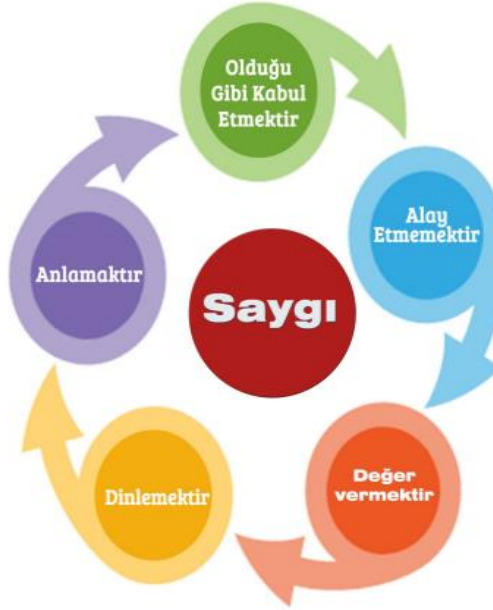 Olduğu
Gibi Kabul
Etmektir
Alay
Etmemektir
Saygı
Anlamaktır
Değer
vermektir
Dinlemektir